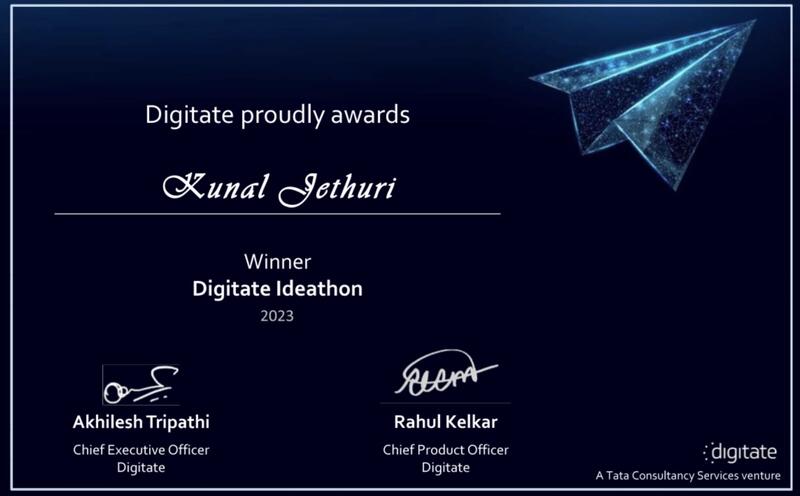 Digitate proudly awards
Kunal Jethuri
Winner
Digitate Ideathon
2023
Akhilesh Tripathi
Chief Executive Officer
Digitate
Rahul Kelkar
Chief Product Officer
Digitate
digitate
A Tata Consultancy Services venture